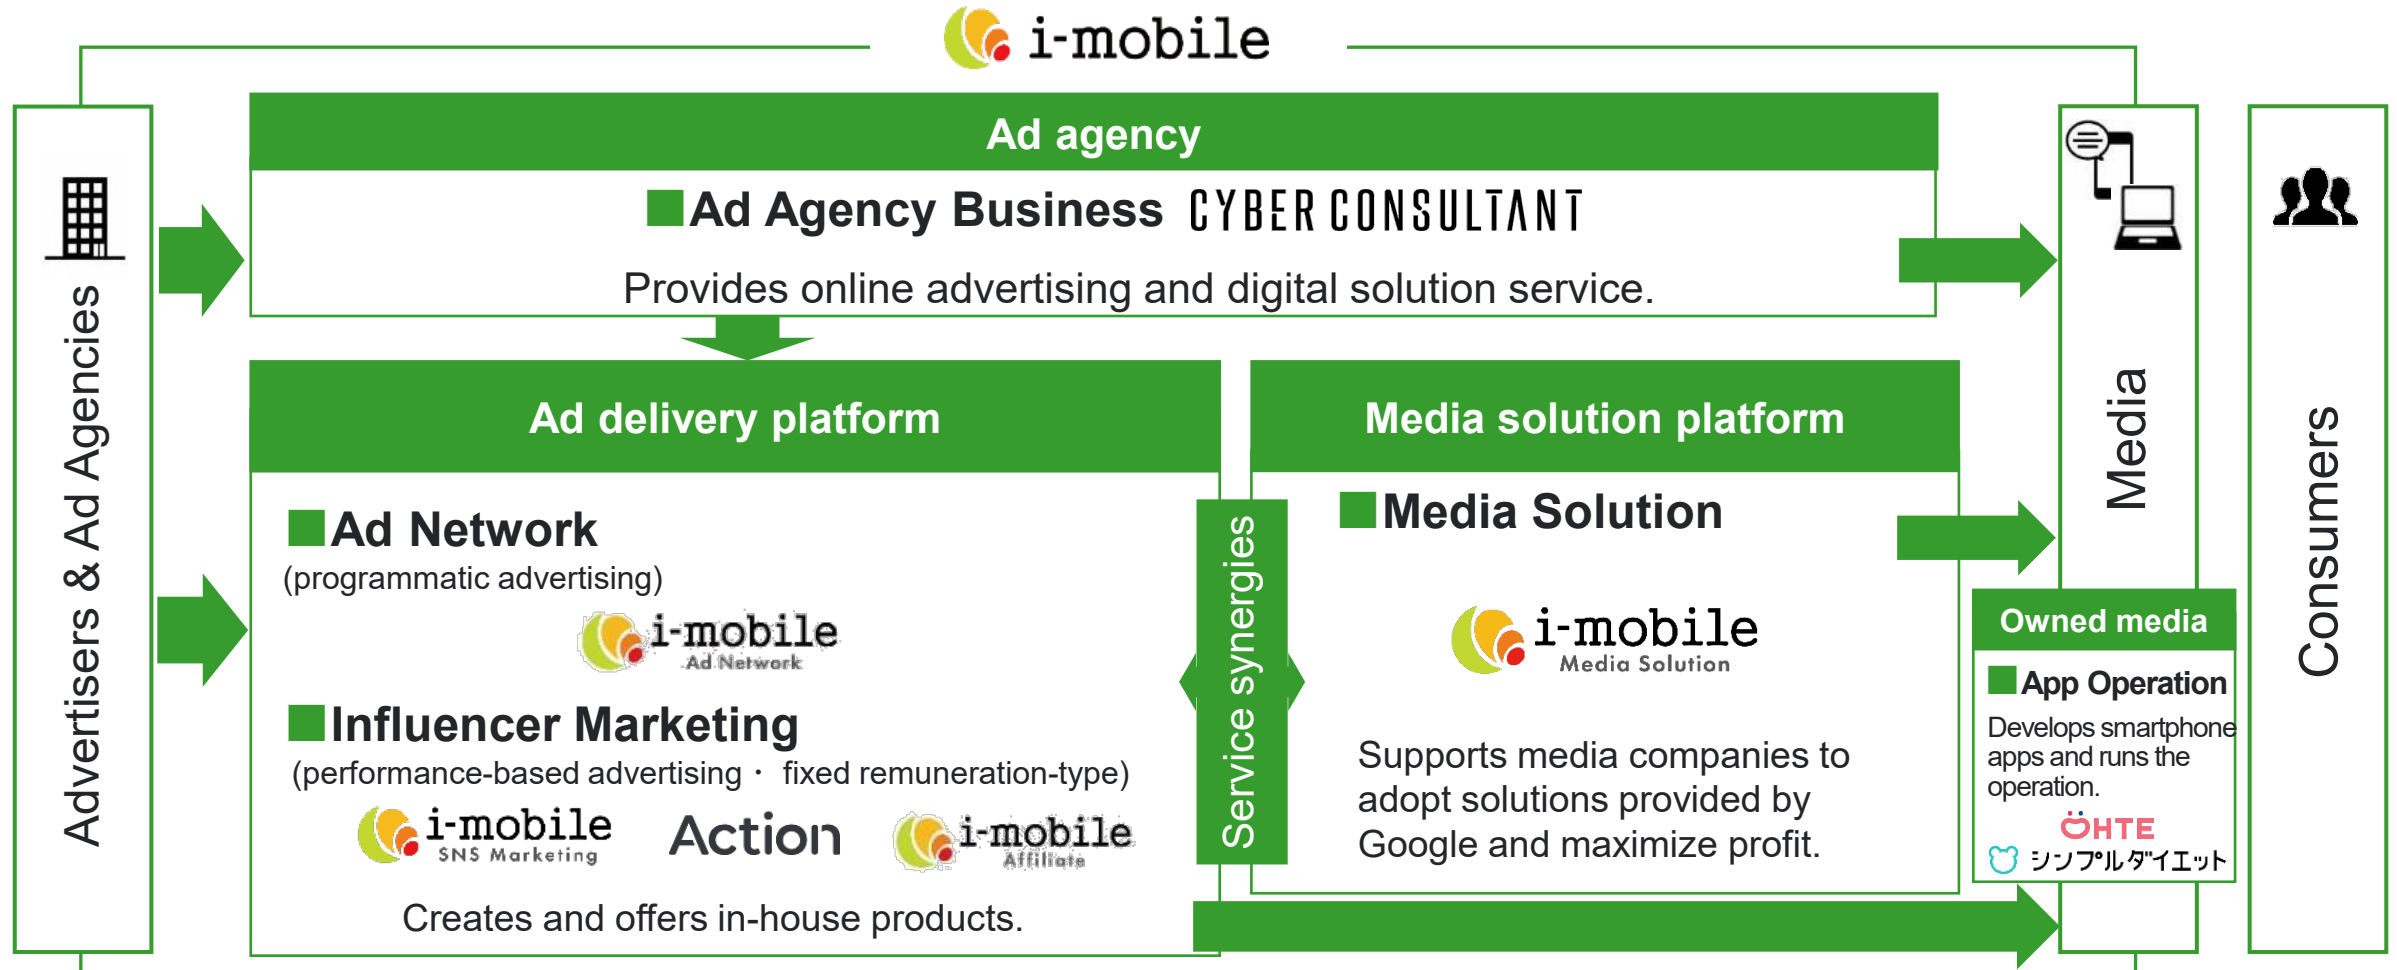 i-mobile
Advertisers & Ad Agencies
Ad agency
Ad Agency Business CYBER CONSULTANT
Provides online advertising and digital solution service.
Ad delivery platform
Ad Network
(programmatic advertising)
i-mobile
Ad Network
Influencer Marketing
(performance-based advertising・ fixed remuneration-type)
i-mobile
SNS Marketing
Action
i-mobile
Affiliate
Creates and offers in-house products.
Service synergies
Media solution platform
Media Solution
i-mobile
Media Solution
Supports media companies to
adopt solutions provided by
Google and maximize profit.
Media
Owned media
App Operation
Develops smartphone
apps and runs the
operation.
OHTE
シンプルダイエット
Consumers